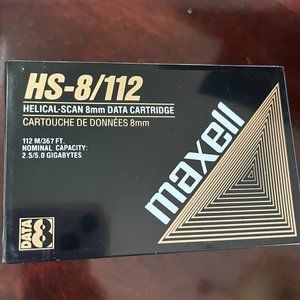 HS-8/112
HELICAL-SCAN 8mm DATA CARTRIDGE
CARTOUCHE DE DONNÉES 8mm
112 M/367 FT.
NOMINAL CAPACITY:
2.5/5.0 GIGABYTES
maxell
DATA
8